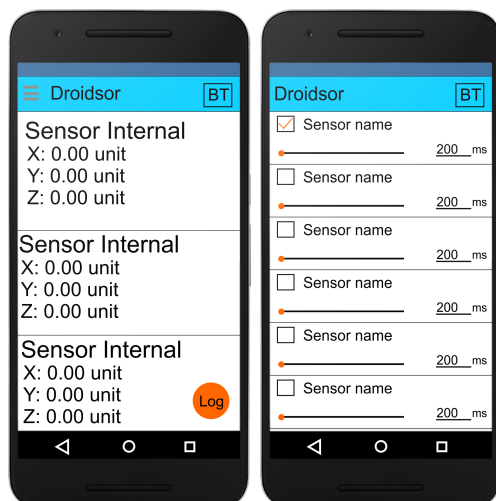 Droidsor
BT
Sensor Internal
X: 0.00 unit
Y: 0.00 unit
Z: 0.00 unit
Sensor Internal
X: 0.00 unit
Y: 0.00 unit
Z: 0.00 unit
Sensor Internal
X: 0.00 unit
Y: 0.00 unit
Z: 0.00 unit
Log
Droidsor
BT
Sensor name
200 ms
Sensor name
200 ms
Sensor name
200 ms
Sensor name
200 ms
Sensor name
200 ms
Sensor name
200 ms